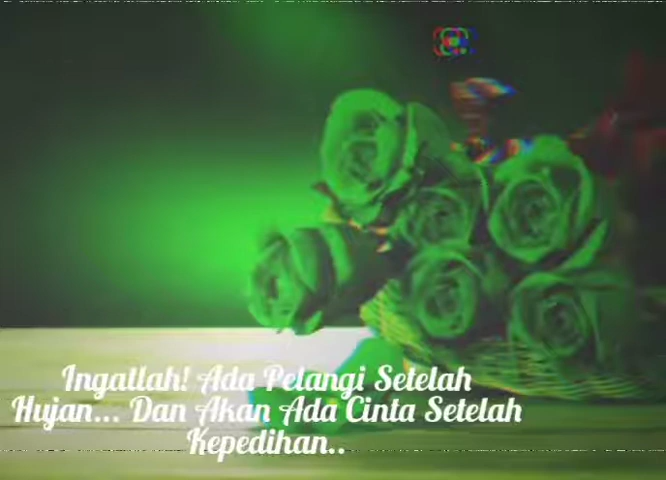 Ingatlah! Ada Pelangi Setelah
Hujan... Dan Akan Ada Cinta Setelah
Kepedihan..